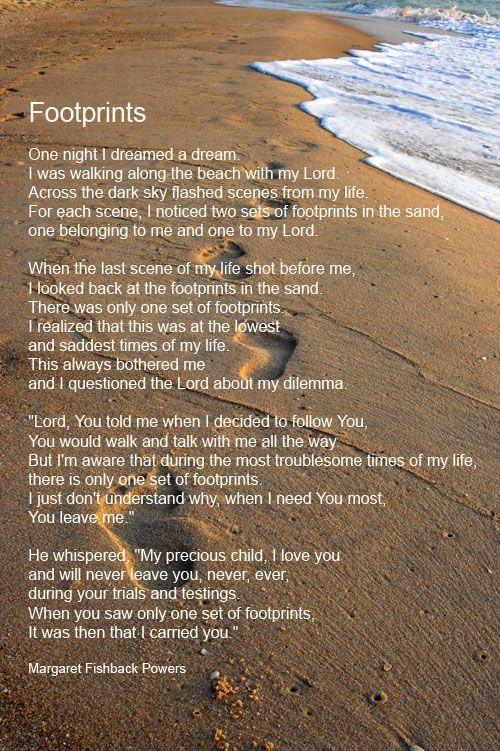 Footprints
One night I dreamed a dream.
I was walking along the beach with my Lord.
Across the dark sky flashed scenes from my life.
For each scene, I noticed two sets of footprints in the sand,
one belonging to me and one to my Lord.
When the last scene of my life shot before me,
I looked back at the footprints in the sand.
There was only one set of footprints.
I realized that this was at the lowest
and saddest times of my life.
This always bothered me
and I questioned the Lord about my dilemma.
"Lord, You told me when I decided to follow You,
You would walk and talk with me all the way.
But I'm aware that during the most troublesome times of my life,
there is only one set of footprints.
I just don't understand why, when I need You most,
You leave me."
He whispered, "My precious child, I love you
and will never leave you, never, ever,
during your trials and testings.
When you saw only one set of footprints,
It was then that I carried you."
Margaret Fishback Powers